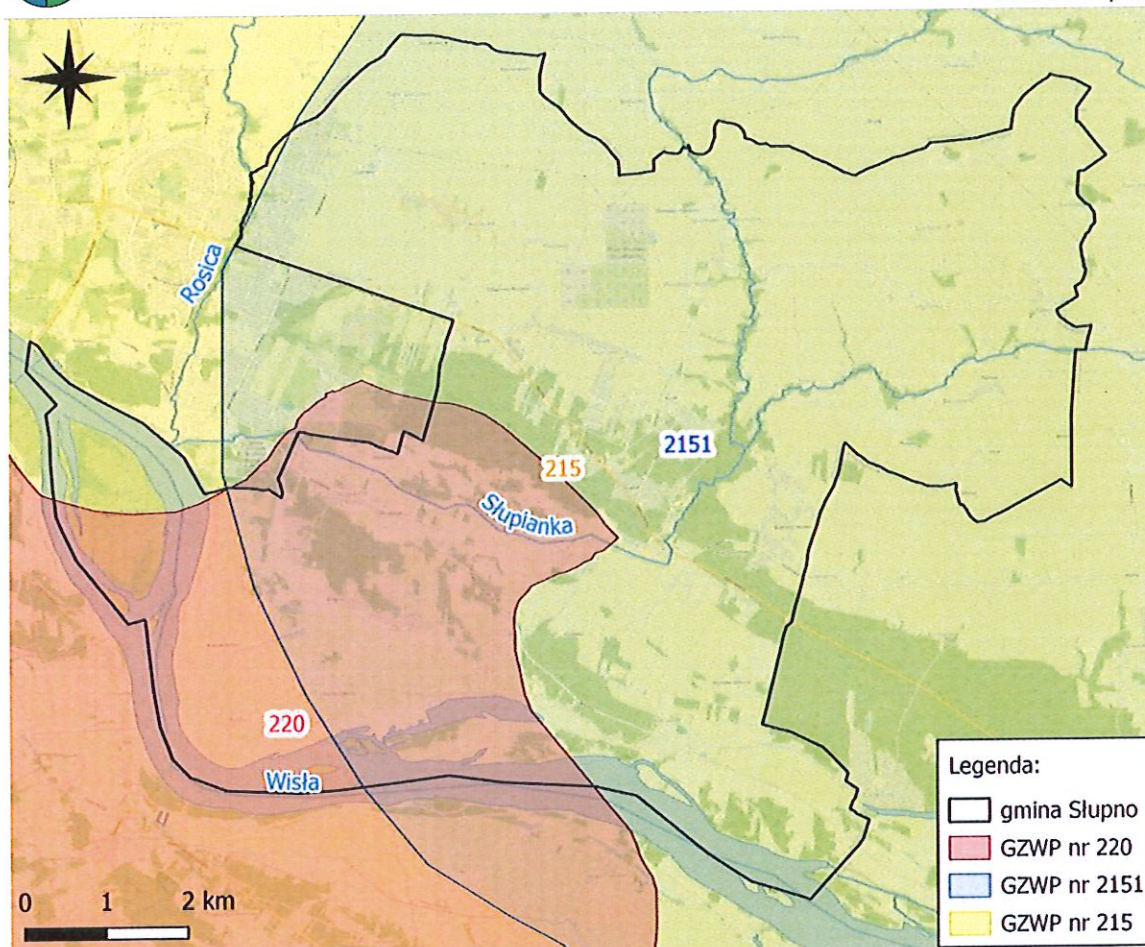 Rosica
2151
215
Słupianka
220
Wisła
0 1 2 km
Legenda:
gmina Słupno
GZWP nr 220
GZWP nr 2151
GZWP nr 215